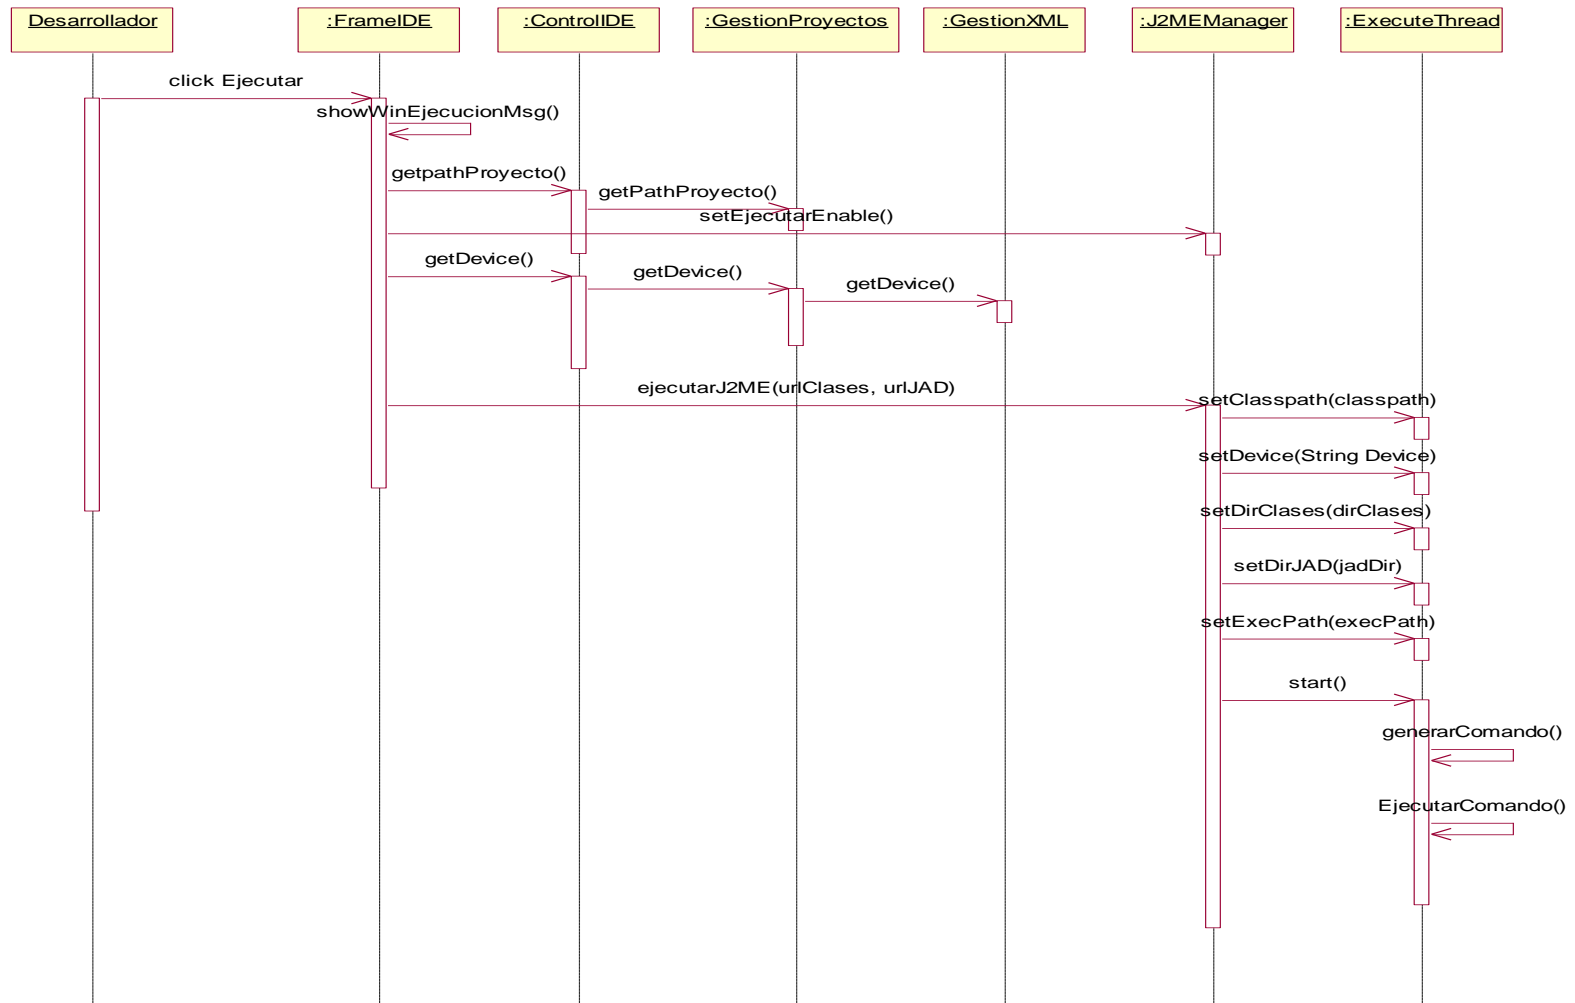 Desarrollador
:FrameIDE
:ControlIDE
:GestionProyectos
:GestionXML
:J2MEManager
:ExecuteThread
click Ejecutar
showWinEjecucionMsg()
getpathProyecto()
getPathProyecto()
setEjecutarEnable()
getDevice()
getDevice()
getDevice()
ejecutarJ2ME(urlClases, urlJAD)
setClasspath(classpath)
setDevice(String Device)
setDirClases(dirClases)
setDirJAD(jadDir)
setExecPath(execPath)
start()
generarComando()
EjecutarComando()